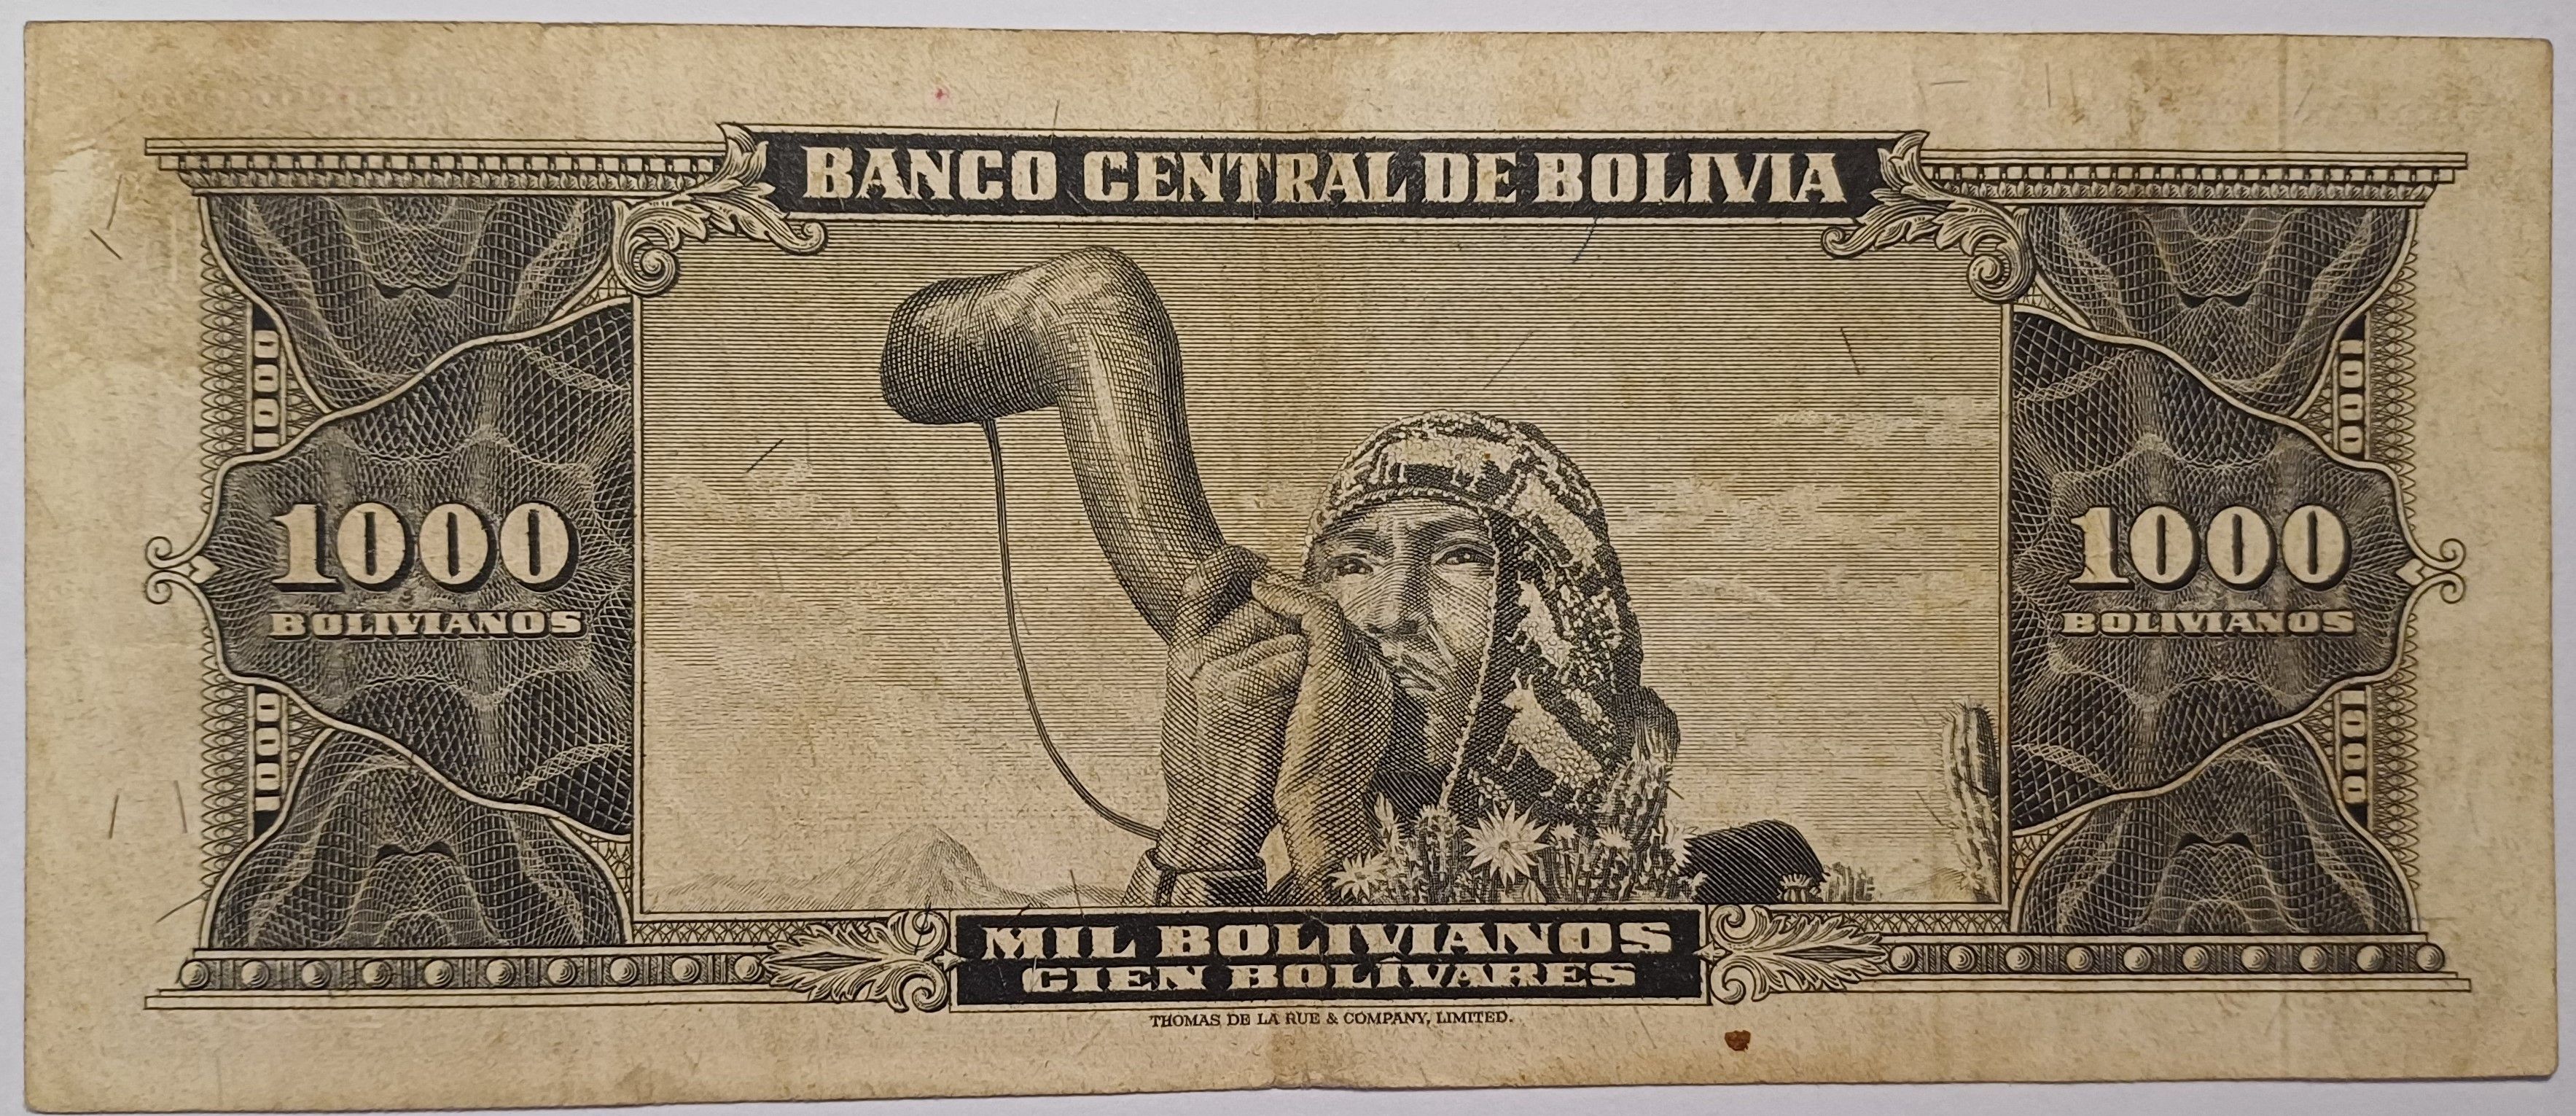 BANCO CENTRAL DE BOLIVIA
1000
1000
1000
BOLIVIANOS
1000
BOLIVIANOS
1000
1000
MIL BOLIVIANOS
CIEN BOLÍVARES
THOMAS DE LA RUE & COMPANY, LIMITED.